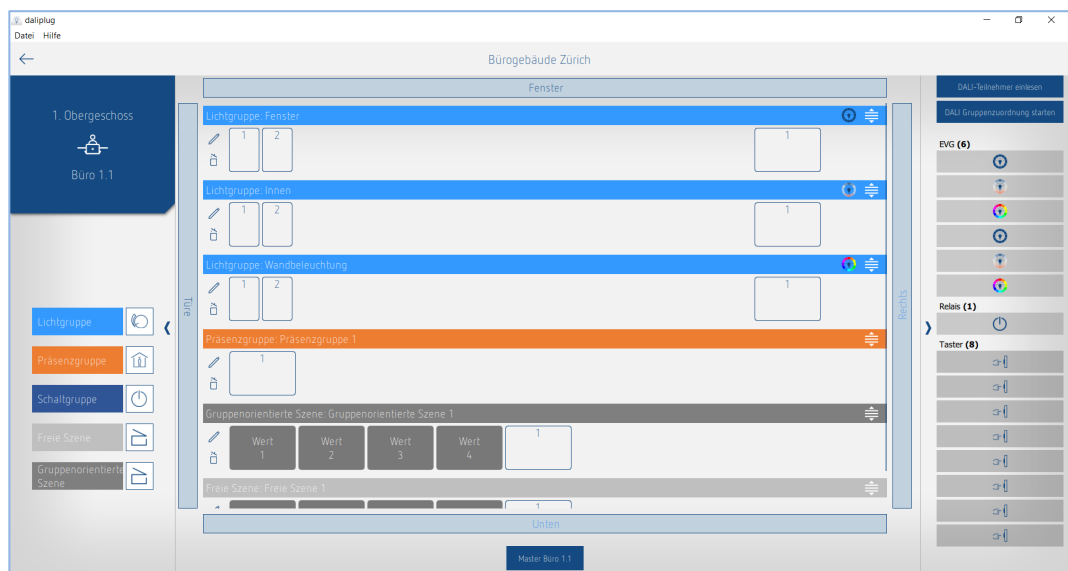 daliplug
Datei Hilfe
Bürogebäude Zürich
1. Obergeschoss
Büro 1.1
Lichtgruppe
Präsenzgruppe
Schaltgruppe
Freie Szene
Gruppenorientierte
Szene
Fenster
Türe
Lichtgruppe: Fenster
1 2 1
Lichtgruppe: Innen
1 2 1
Lichtgruppe: Wandbeleuchtung
1 2 1
Präsenzgruppe: Präsenzgruppe 1
1
Gruppenorientierte Szene: Gruppenorientierte Szene 1
Wert Wert Wert Wert 1
1 2 3 4
Freie Szene: Freie Szene 1
1
Rechts
Unten
Master Büro 1.1
DALI-Teilnehmer einlesen
DALI Gruppenzuordnung starten
EVG (6)
Relais (1)
Taster (8)